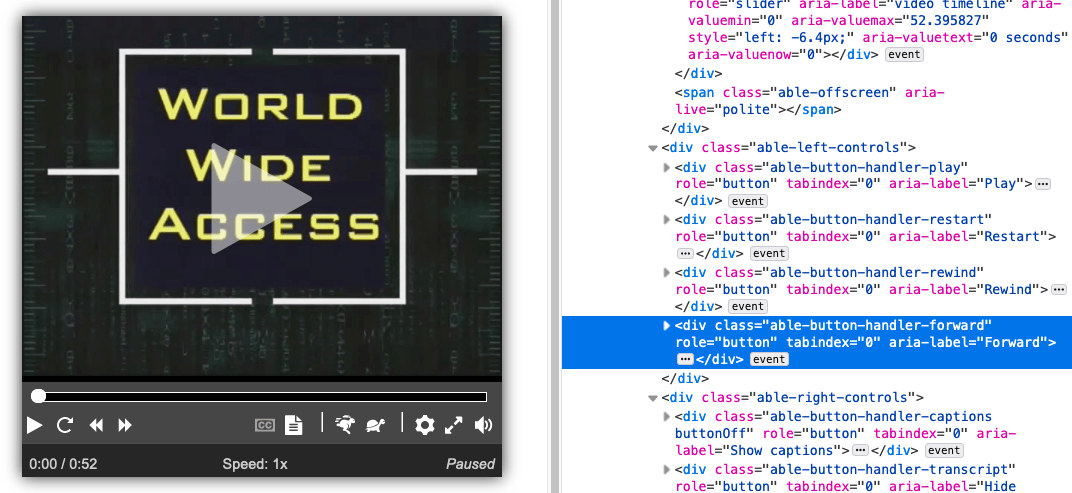 WORLD
WIDE
ACCESS
CC
0:00 / 0:52
Speed: 1x
Paused
role="slider" aria-label="video timeline" aria-
valuemin="0" aria-valuemax="52.395827"
style="left: -6.4px;" aria-valuetext="0 seconds"
aria-valuenow="0"></div> event
</div>
<span class="able-offscreen" aria-
live="polite"></span>
</div>
<div class="able-left-controls">
<div class="able-button-handler-play"
role="button" tabindex="0" aria-label="Play">
</div> event
<div class="able-button-handler-restart"
role="button" tabindex="0" aria-label="Restart">
</div> event
<div class="able-button-handler-rewind"
role="button" tabindex="0" aria-label="Rewind">
</div> event
<div class="able-button-handler-forward"
role="button" tabindex="0" aria-label="Forward">
</div> event
</div>
<div class="able-right-controls">
<div class="able-button-handler-captions
buttonOff" role="button" tabindex="0" aria-
label="Show captions"> </div> event
<div class="able-button-handler-transcript"
role="button" tabindex="0" aria-label="Hide